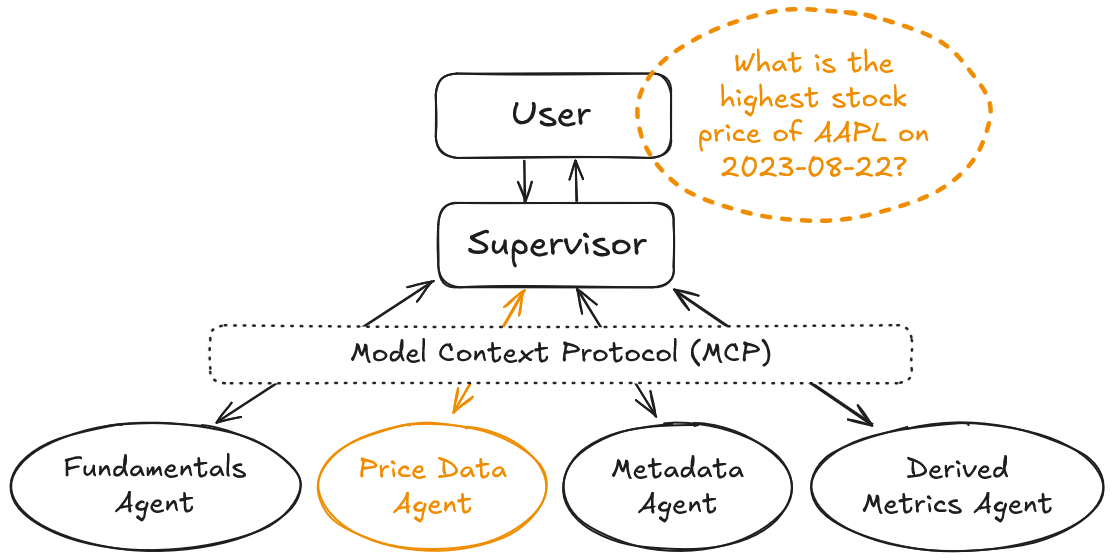 User
What is the
highest stock
price of AAPL on
2023-08-22?
Supervisor
Model Context Protocol (MCP)
Fundamentals
Agent
Price Data
Agent
Metadata
Agent
Derived
Metrics Agent